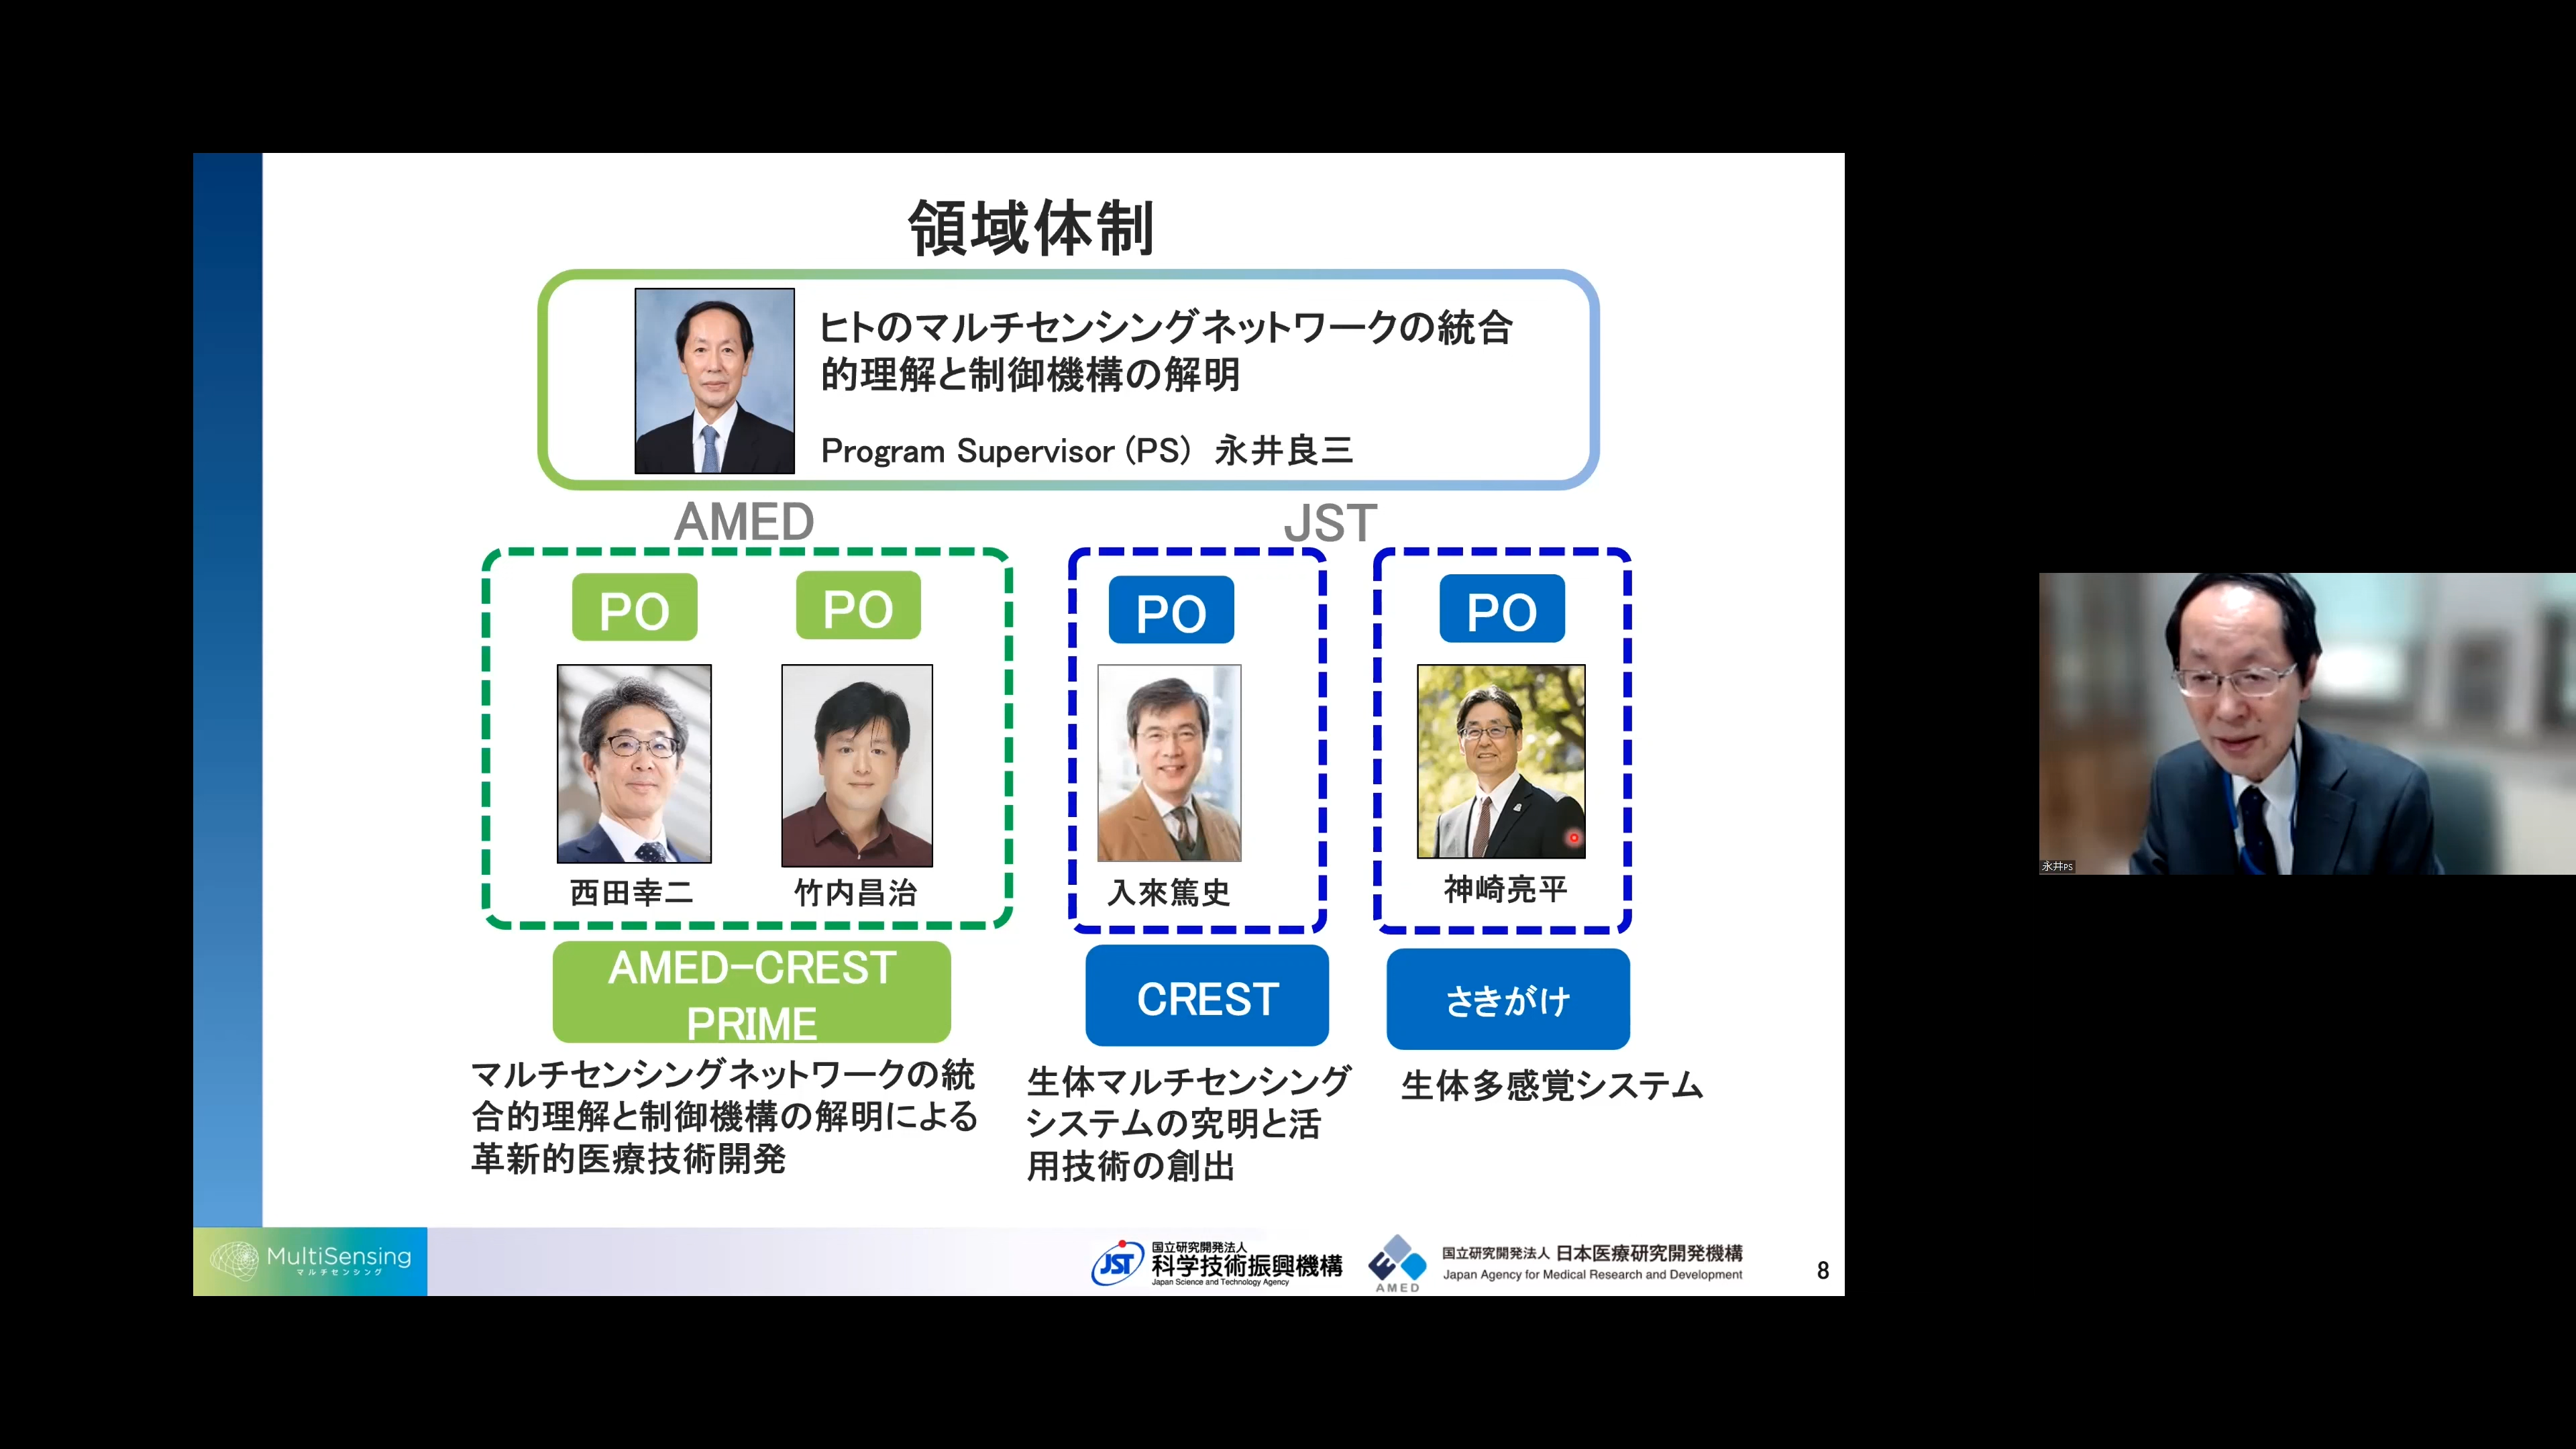 領域体制
ヒトのマルチセンシングネットワークの統合
的理解と制御機構の解明
Program Supervisor (PS) 永井良三
AMED
JST
PO
PO
PO
PO
西田幸二
竹内昌治
入來篤史
神崎亮平
AMED-CREST
PRIME
CREST
さきがけ
マルチセンシングネットワークの統
合的理解と制御機構の解明による
革新的医療技術開発
生体マルチセンシング
システムの究明と活
用技術の創出
生体多感覚システム
永井PS
MultiSensing
マルチセンシング
JST
国立研究開発法人
科学技術振興機構
Japan Science and Technology Agency
AMED
国立研究開発法人 日本医療研究開発機構
Japan Agency for Medical Research and Development
8